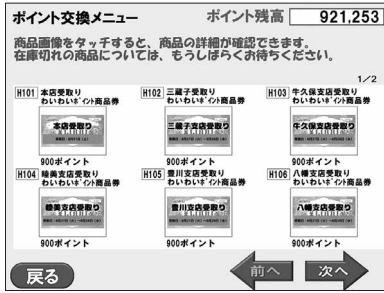 ポイント交換メニュー
ポイント残高 921,253
商品画像をタッチすると、商品の詳細が確認できます。
在庫切れの商品については、もうしばらくお待ちください。
1/2
H101 本店受取り
わいわいポイント商品券
本店受取り
900ポイント
H102 三蔵子受取り
わいわいポイント商品券
三蔵子支店受取り
900ポイント
H103 牛久保支店受取り
わいわいポイント商品券
牛久保支店受取り
900ポイント
H104 睦美支店受取り
わいわいポイント商品券
睦美支店受取り
900ポイント
H105 豊川支店受取り
わいわいポイント商品券
豊川支店受取り
900ポイント
H106 八幡支店受取り
わいわいポイント商品券
八幡支店受取り
900ポイント
戻る
前へ
次へ